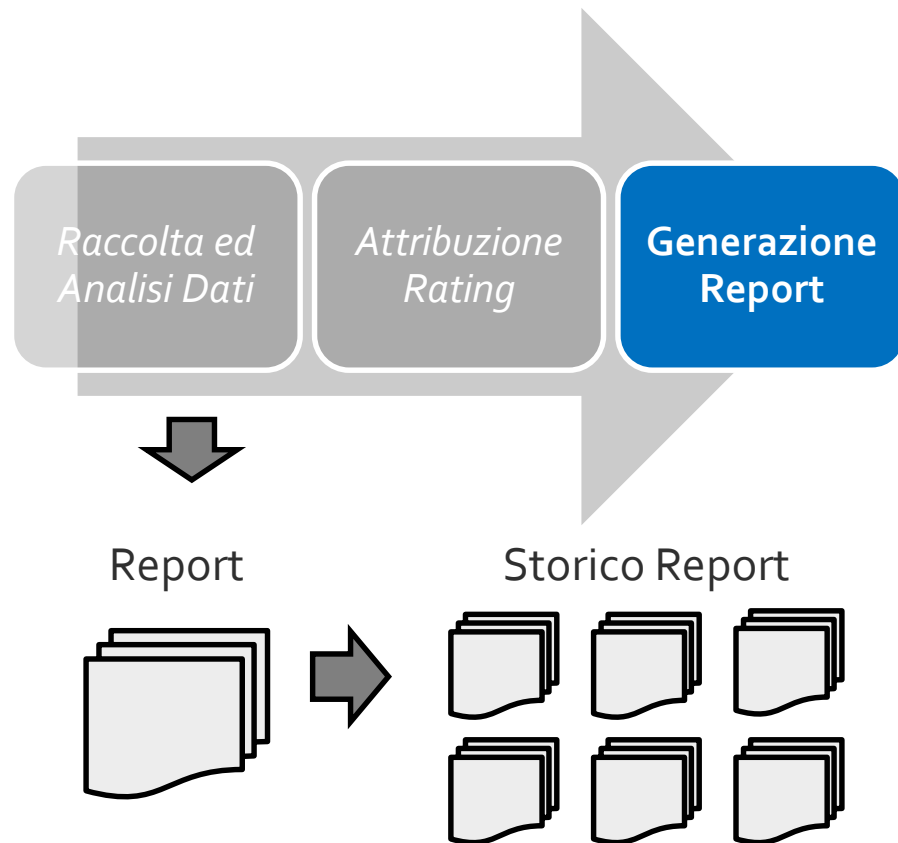 Raccolta ed
Analisi Dati
Attribuzione
Rating
Generazione
Report
Report
Storico Report